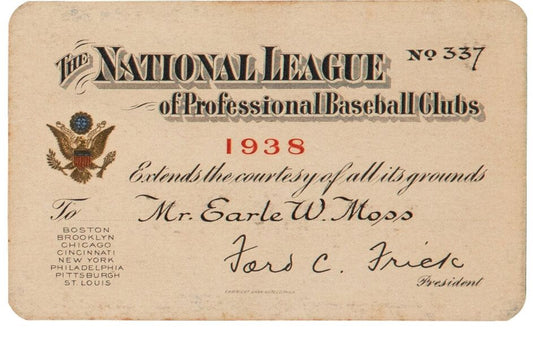 THE NATIONAL LEAGUE
No 337
of Professional Baseball Clubs
1938
Extends the courtesy of all its grounds
To Mr. Earle W. Moss
BOSTON
BROOKLYN
CHICAGO
CINCINNATI
NEW YORK
PHILADELPHIA
PITTSBURGH
ST. LOUIS
Ford C. Frick
President